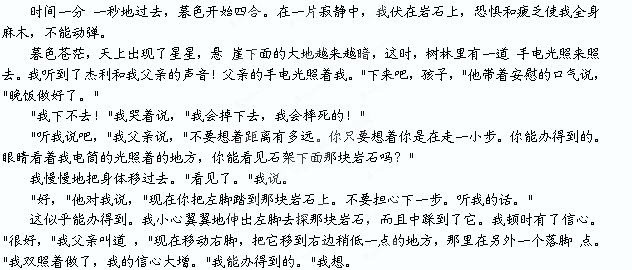 时间一分 一秒地过去，暮色开始四合。在一片寂静中，我伏在岩石上，恐惧和疲乏使我全身
麻木，不能动弹。
暮色苍茫，天上出现了星星，悬 崖下面的大地越来越暗，这时，树林里有一道 手电光照来照
去。我听到了杰利和我父亲的声音！父亲的手电光照着我。"下来吧，孩子，"他带着安慰的口气说，
"晚饭做好了。"
"我下不去！"我哭着说，"我会掉下去，我会摔死的！"
"听我说吧，"我父亲说，"不要想着距离有多远。你只要想着你是在走一小步。你能办得到的。
眼睛看着我电筒的光照着的地方，你能看见石架下面那块岩石吗？"
我慢慢地把身体移过去。"看见了。"我说。
"好，"他对我说，"现在你把左脚踏到那块岩石上。不要担心下一步。听我的话。"
这似乎能办得到。我小心翼翼地伸出左脚去探那块岩石，而且中踩到了它。我顿时有了信心。
"很好，"我父亲叫道 ，"现在移动右脚，把它移到右边稍低一点的地方，那里在另外一个落脚 点。
"我双照着做了，我的信心大增。"我能办得到的。"我想。